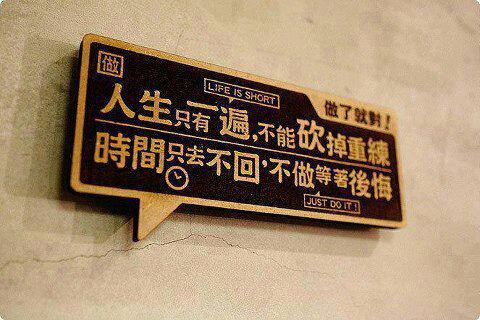 做
LIFE IS SHORT
做了就對！
人生只有一遍，不能砍掉重練
時間只去不回，不做等著後悔
JUST DO IT !